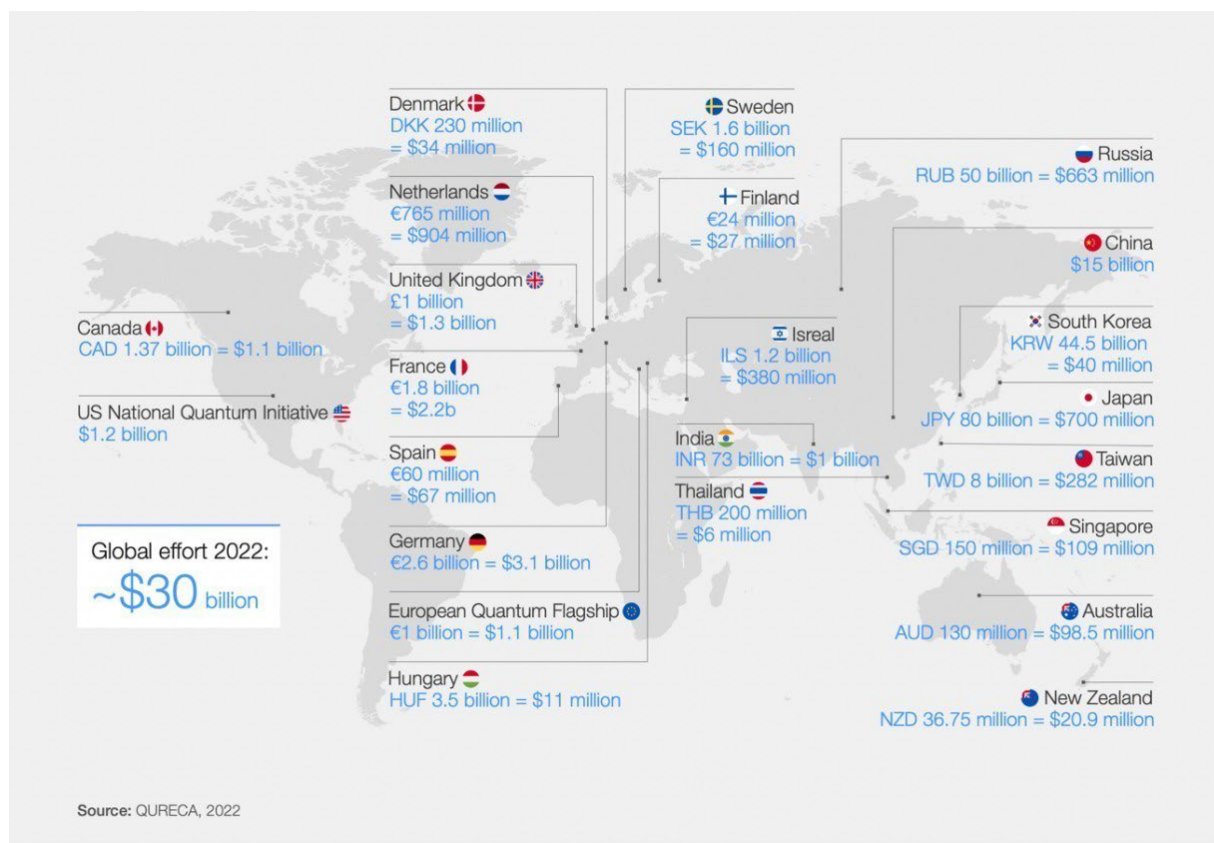 Denmark
DKK 230 million
= $34 million
Netherlands
€765 million
= $904 million
United Kingdom
£1 billion
= $1.3 billion
France
€1.8 billion
= $2.2b
Spain
€60 million
= $67 million
Germany
€2.6 billion = $3.1 billion
European Quantum Flagship
€1 billion = $1.1 billion
Hungary
HUF 3.5 billion = $11 million
Canada
CAD 1.37 billion = $1.1 billion
US National Quantum Initiative
$1.2 billion
Global effort 2022:
~$30 billion
Sweden
SEK 1.6 billion
= $160 million
Finland
€24 million
= $27 million
Isreal
ILS 1.2 billion
= $380 million
India
INR 73 billion = $1 billion
Thailand
THB 200 million
= $6 million
Russia
RUB 50 billion = $663 million
China
$15 billion
South Korea
KRW 44.5 billion
= $40 million
Japan
JPY 80 billion = $700 million
Taiwan
TWD 8 billion = $282 million
Singapore
SGD 150 million = $109 million
Australia
AUD 130 million = $98.5 million
New Zealand
NZD 36.75 million = $20.9 million
Source: QURECA, 2022